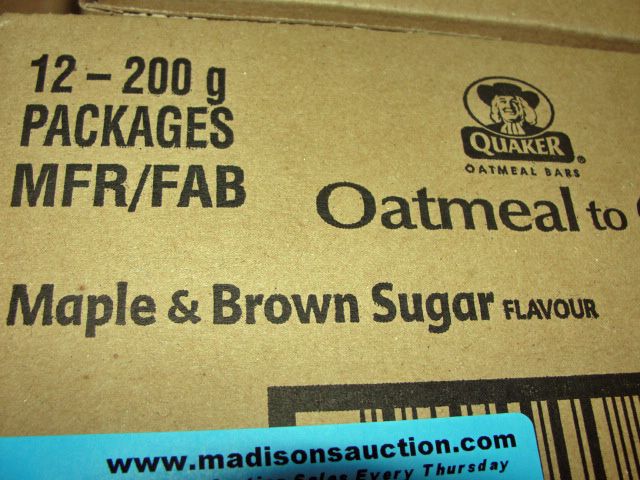 12 – 200 g
PACKAGES
MFR/FAB
QUAKER®
OATMEAL BARS
Oatmeal to
Maple & Brown Sugar FLAVOUR
www.madisonsauction.com
Sales Every Thursday